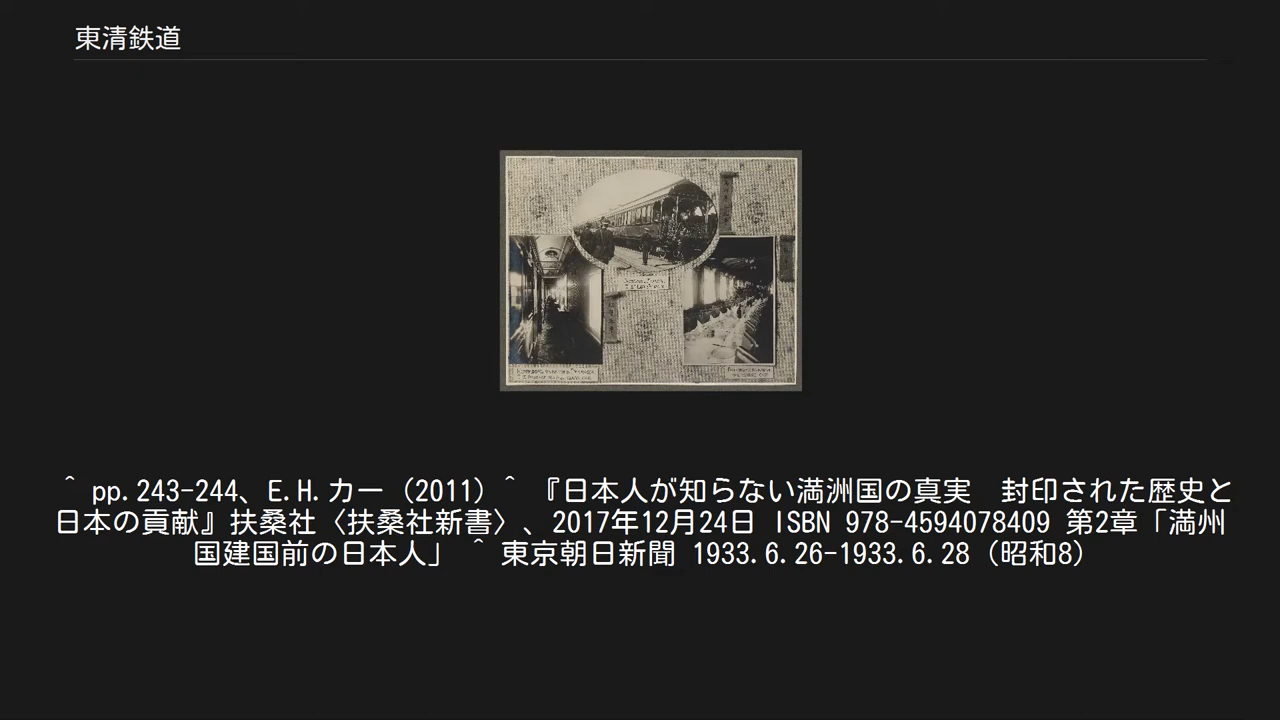 東清鉄道
^ pp.243-244、E.H.カー（2011）^ 『日本人が知らない満洲国の真実　封印された歴史と
日本の貢献』扶桑社〈扶桑社新書〉、2017年12月24日 ISBN 978-4594078409 第2章「満州
国建国前の日本人」 ^ 東京朝日新聞 1933.6.26-1933.6.28（昭和8）